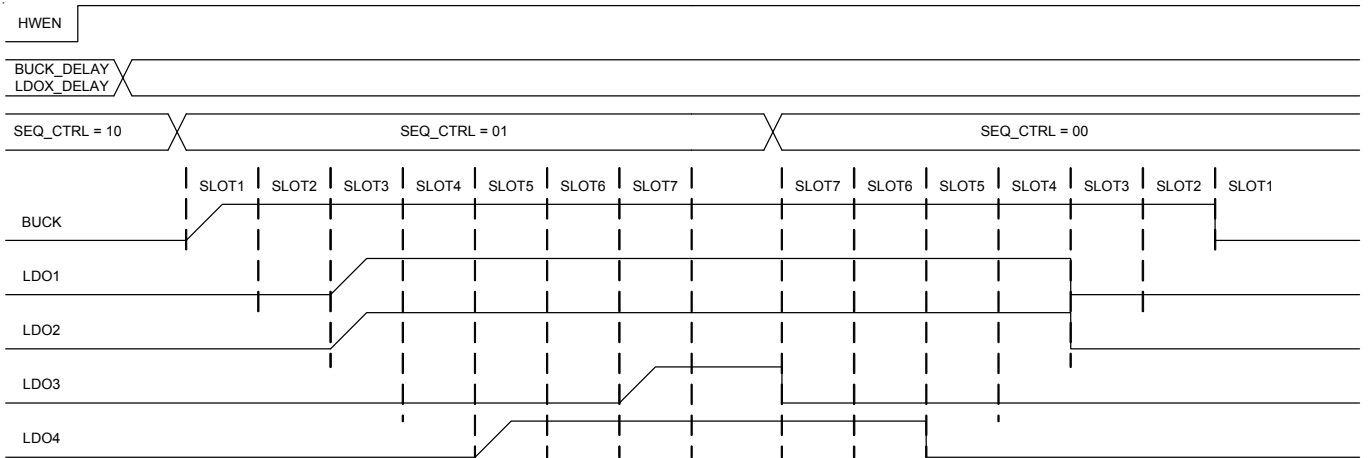 HWEN
BUCK_DELAY
LDOX_DELAY
SEQ_CTRL = 10 SEQ_CTRL = 01 SEQ_CTRL = 00
SLOT1 SLOT2 SLOT3 SLOT4 SLOT5 SLOT6 SLOT7 SLOT7 SLOT6 SLOT5 SLOT4 SLOT3 SLOT2 SLOT1
BUCK
LDO1
LDO2
LDO3
LDO4